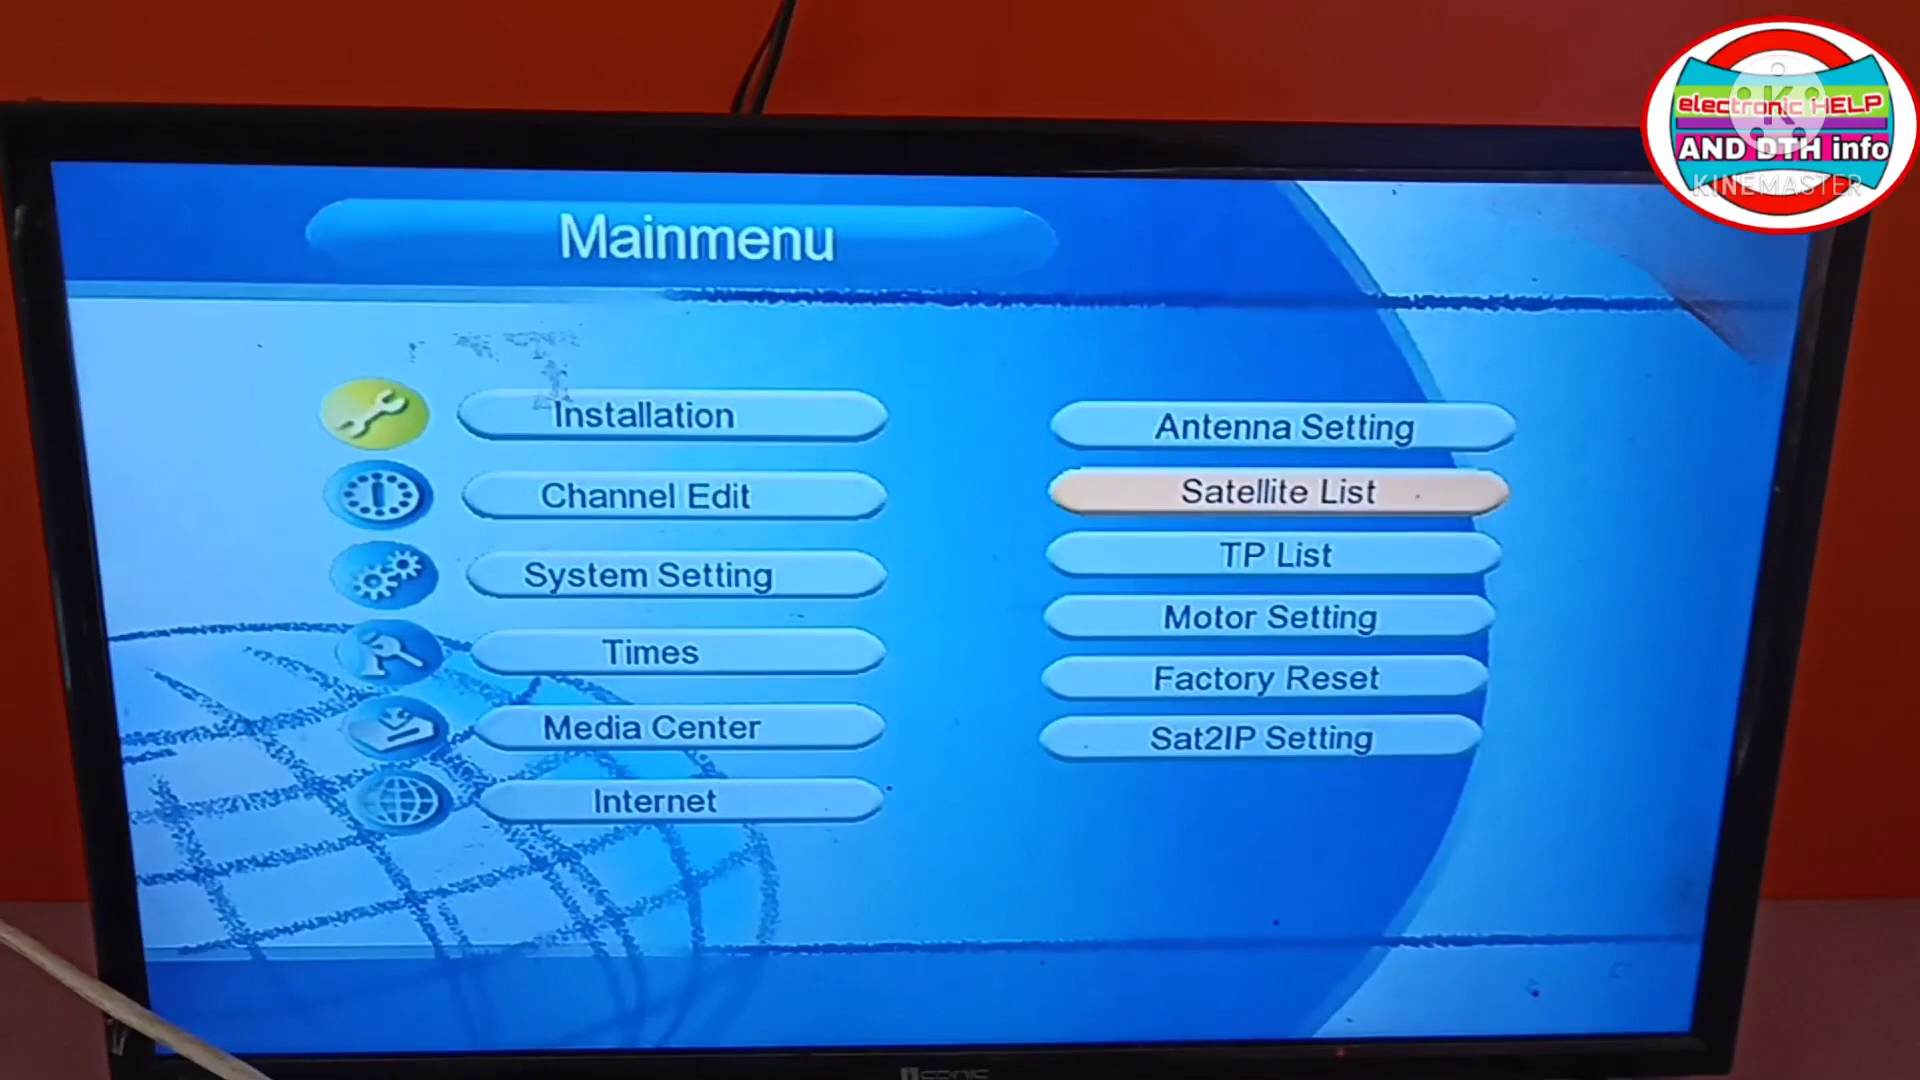 electronic HELP
AND DTH info
KINEMASTER
Mainmenu
Installation
Channel Edit
System Setting
Times
Media Center
Internet
Antenna Setting
Satellite List
TP List
Motor Setting
Factory Reset
Sat2IP Setting
iconic